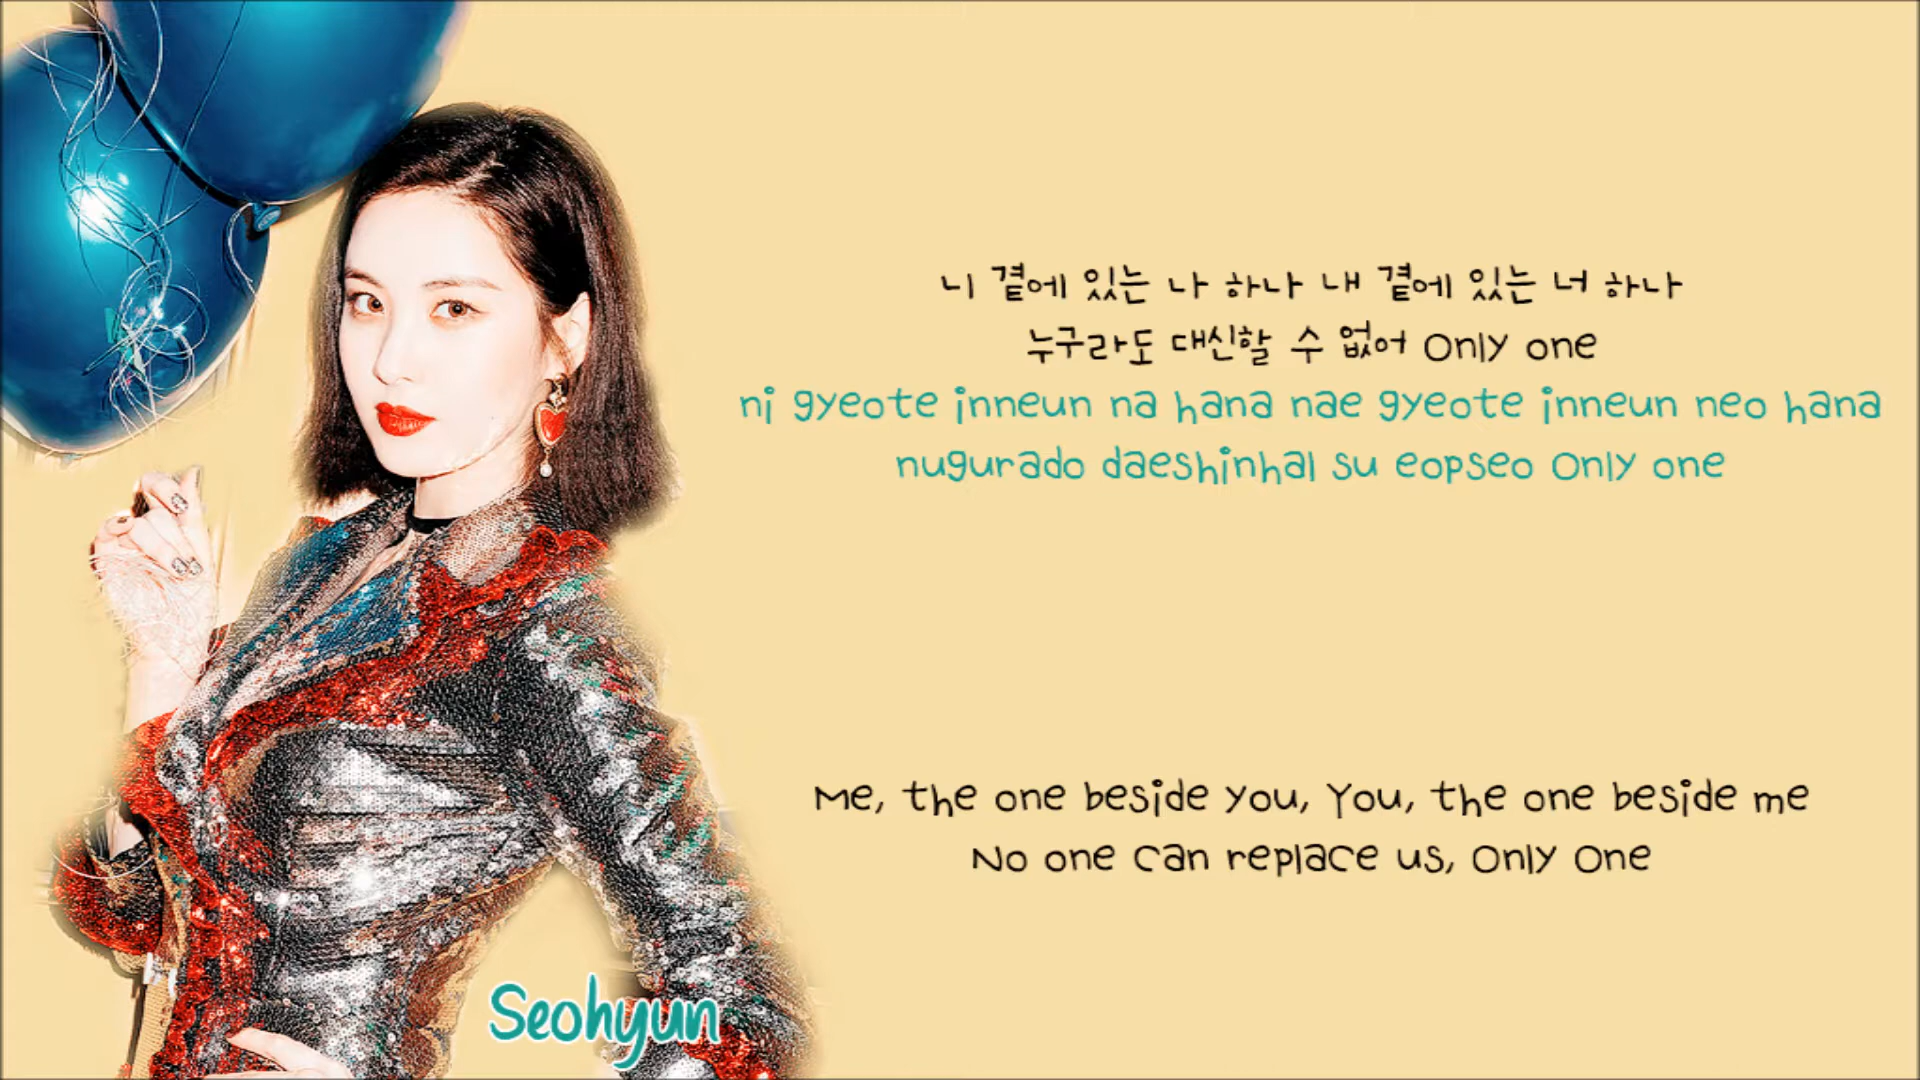 니 곁에 있는 나 하나 내 곁에 있는 너 하나
누구라도 대신할 수 없어 Only one
ni gyeote inneun na hana nae gyeote inneun neo hana
nugurado daeshinhal su eopseo Only one
Me, the one beside you, You, the one beside me
No one can replace us, Only One
Seohyun